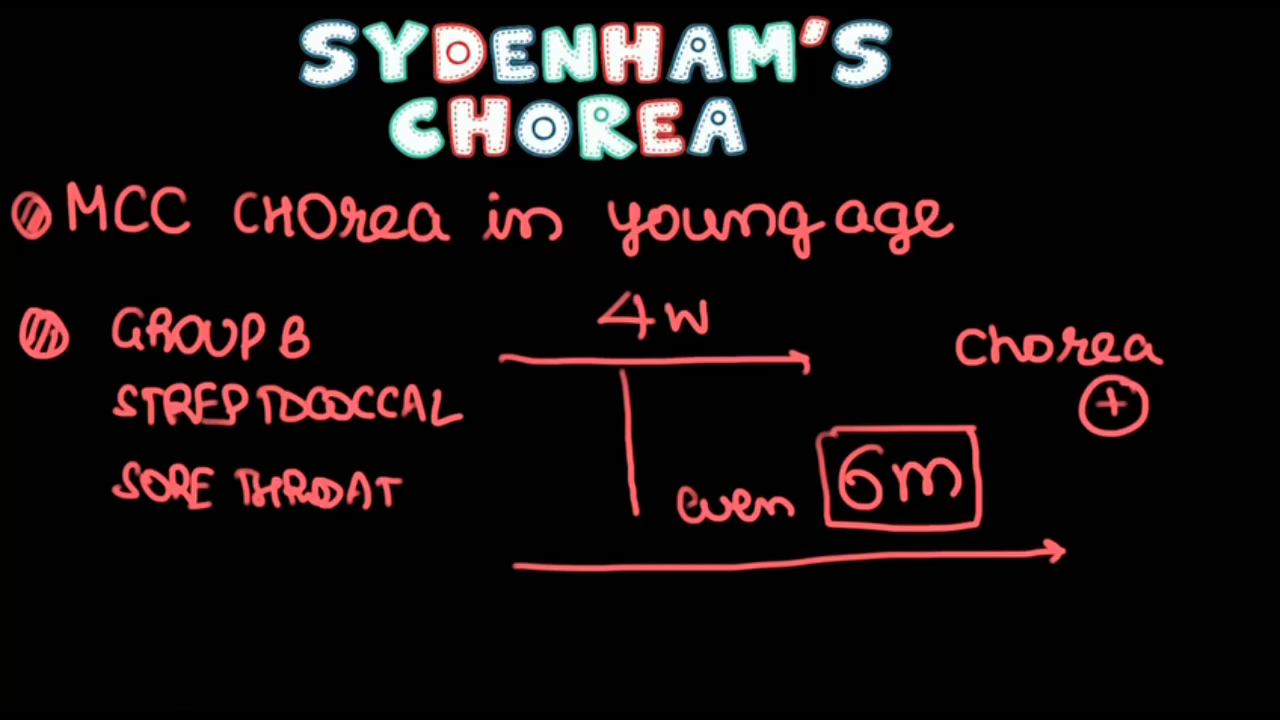 SYDENHAM'S
CHOREA
MCC CHOrea in young age
4W
GROUP B
chorea
STREPTOCOCCAL
+
6m
SORE THROAT
even